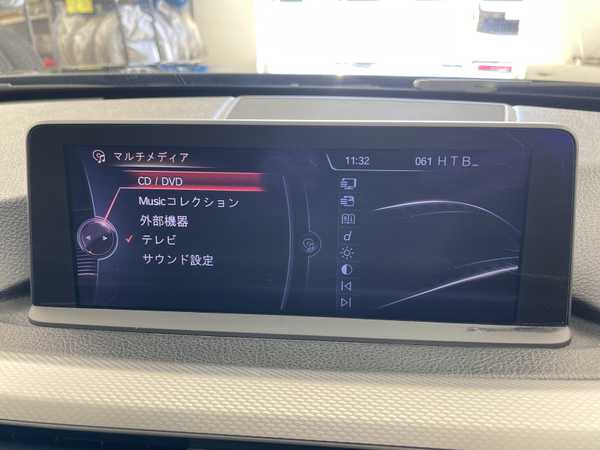 マルチメディア
11:32
061 HTB_
CD / DVD
Musicコレクション
外部機器
✓ テレビ
サウンド設定
d